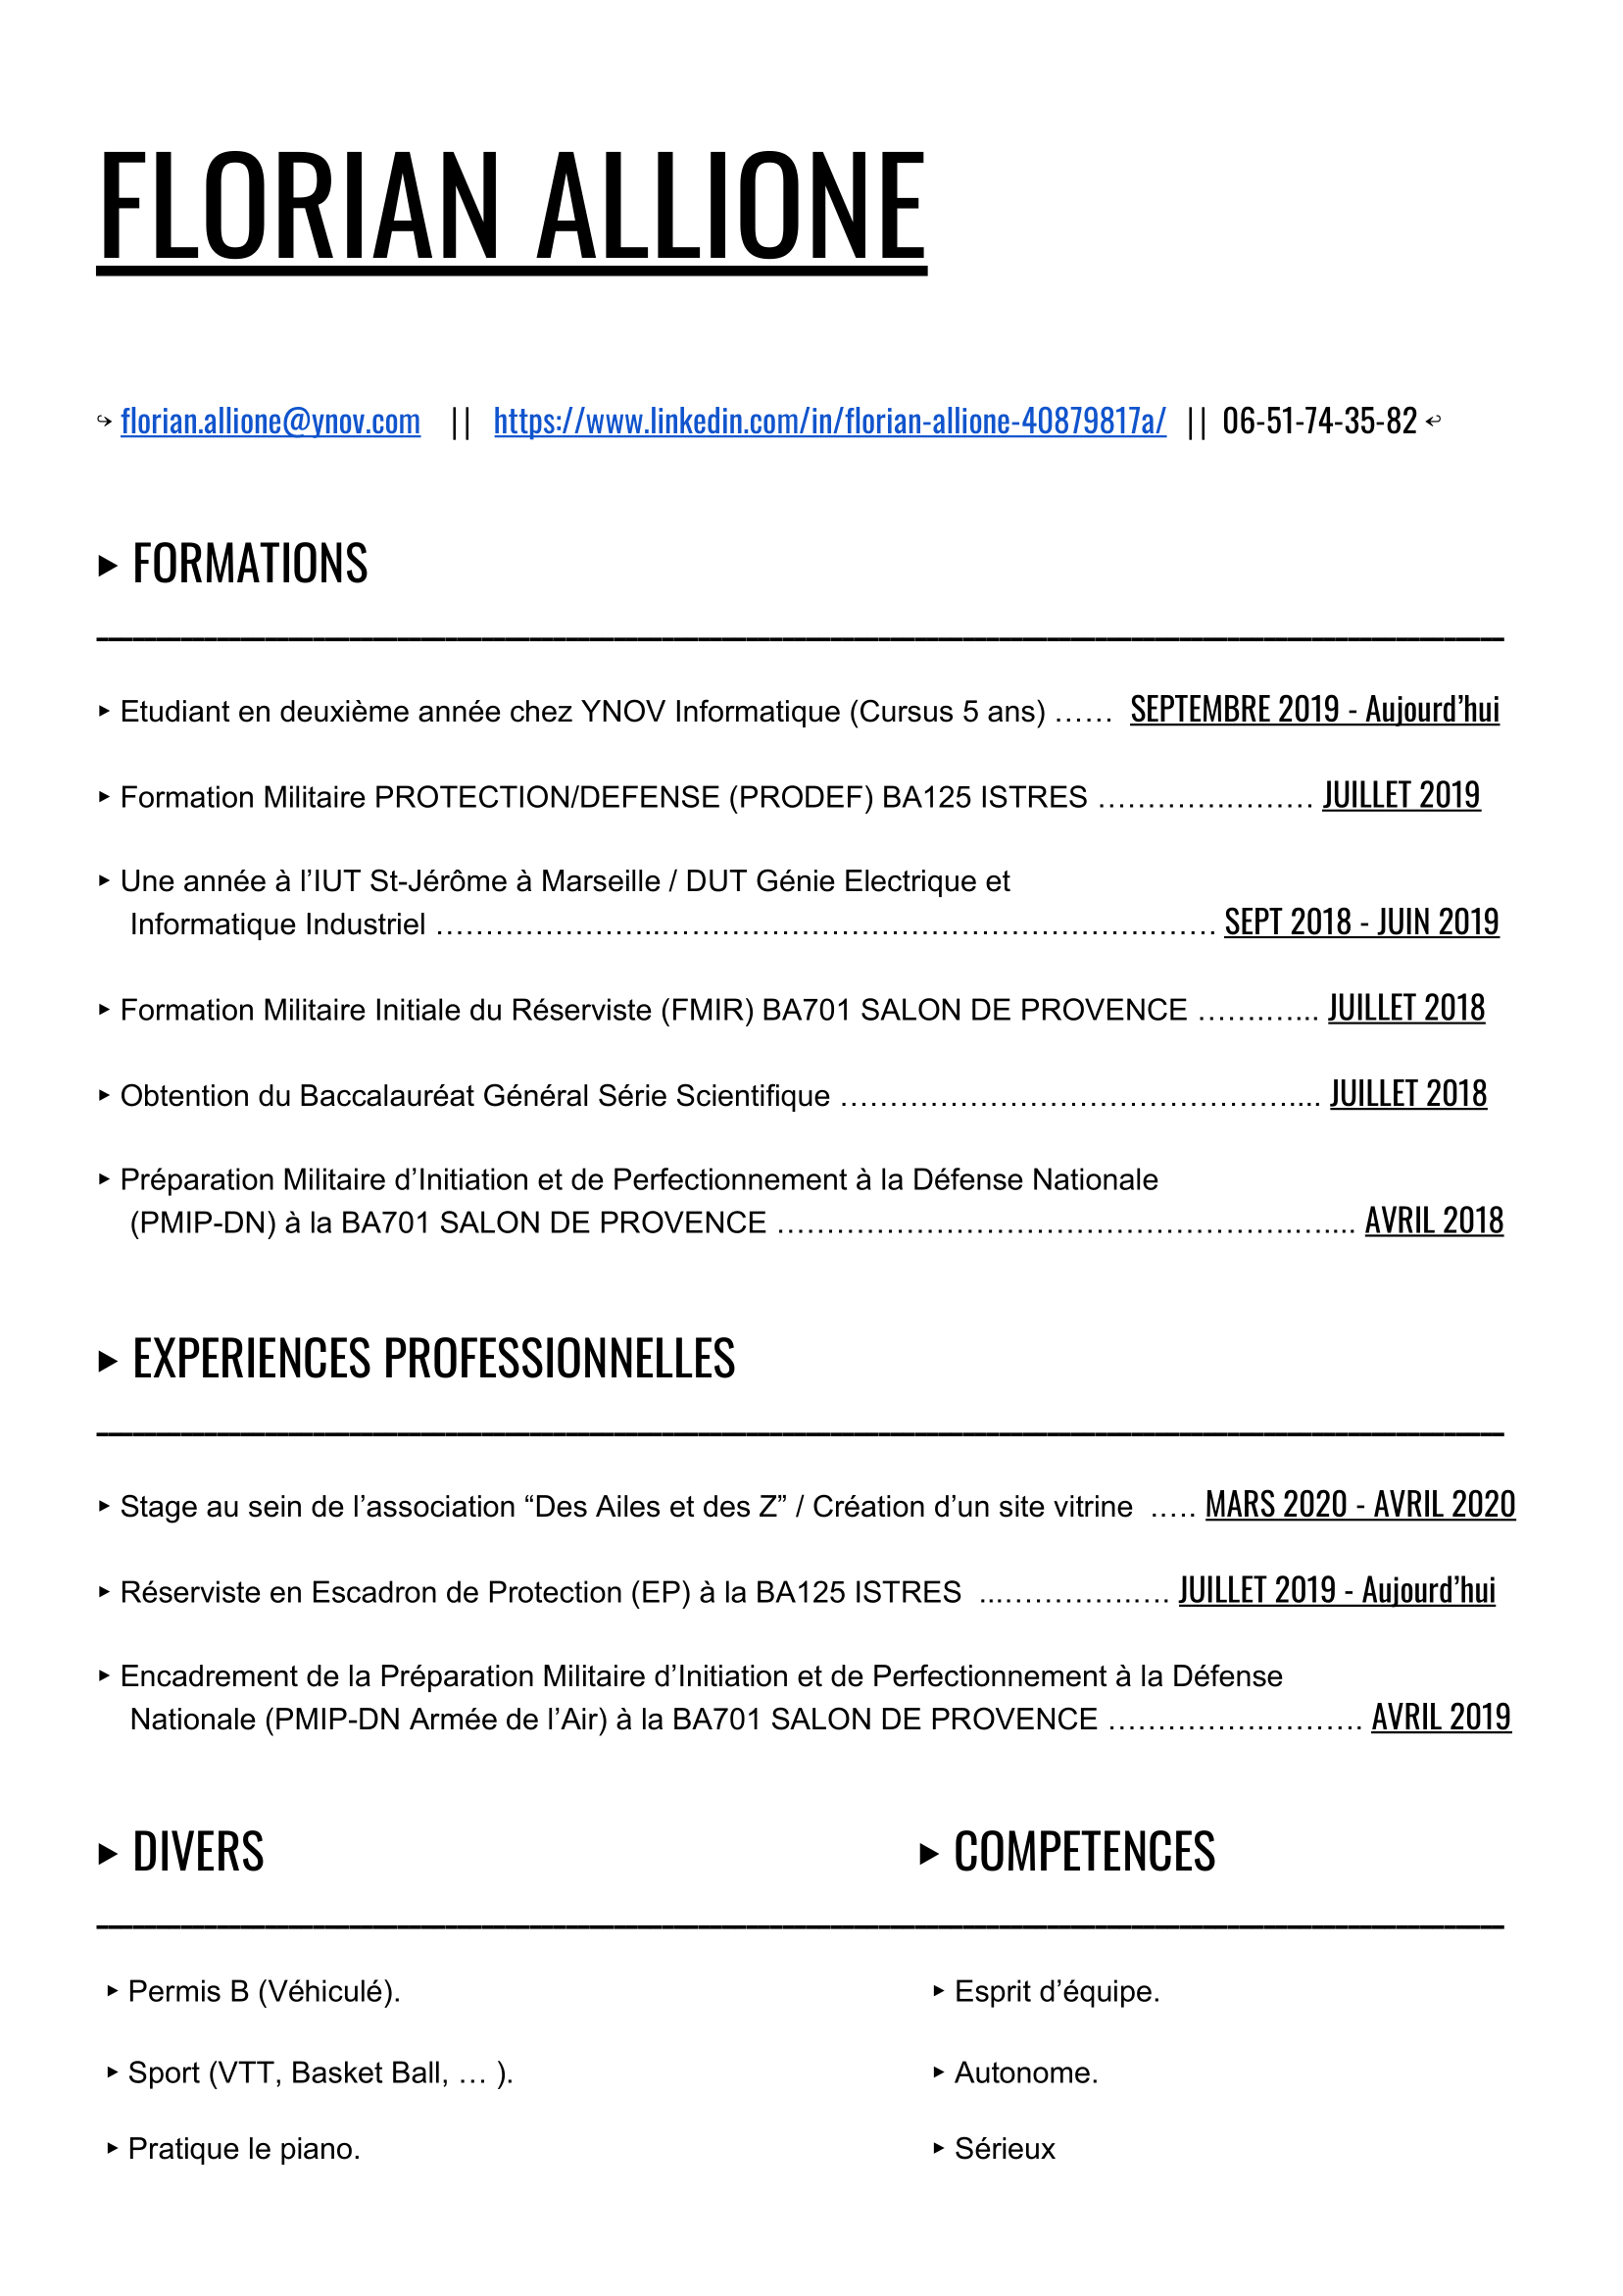 FLORIAN ALLIONE
↪ florian.allione@ynov.com || https://www.linkedin.com/in/florian-allione-40879817a/ || 06-51-74-35-82 ↩
▸ FORMATIONS
▸ Etudiant en deuxième année chez YNOV Informatique (Cursus 5 ans) …… SEPTEMBRE 2019 - Aujourd’hui
▸ Formation Militaire PROTECTION/DEFENSE (PRODEF) BA125 ISTRES ………….……… JUILLET 2019
▸ Une année à l’IUT St-Jérôme à Marseille / DUT Génie Electrique et
Informatique Industriel …………………..………………………………………….……… SEPT 2018 - JUIN 2019
▸ Formation Militaire Initiale du Réserviste (FMIR) BA701 SALON DE PROVENCE …….…... JUILLET 2018
▸ Obtention du Baccalauréat Général Série Scientifique ………………………………………... JUILLET 2018
▸ Préparation Militaire d’Initiation et de Perfectionnement à la Défense Nationale
(PMIP-DN) à la BA701 SALON DE PROVENCE …………………………………………….…... AVRIL 2018
▸ EXPERIENCES PROFESSIONNELLES
▸ Stage au sein de l’association “Des Ailes et des Z” / Création d’un site vitrine ….. MARS 2020 - AVRIL 2020
▸ Réserviste en Escadron de Protection (EP) à la BA125 ISTRES ...………….…. JUILLET 2019 - Aujourd’hui
▸ Encadrement de la Préparation Militaire d’Initiation et de Perfectionnement à la Défense
Nationale (PMIP-DN Armée de l’Air) à la BA701 SALON DE PROVENCE …………….………. AVRIL 2019
▸ DIVERS
▸ Permis B (Véhiculé).
▸ Sport (VTT, Basket Ball, … ).
▸ Pratique le piano.
▸ COMPETENCES
▸ Esprit d’équipe.
▸ Autonome.
▸ Sérieux